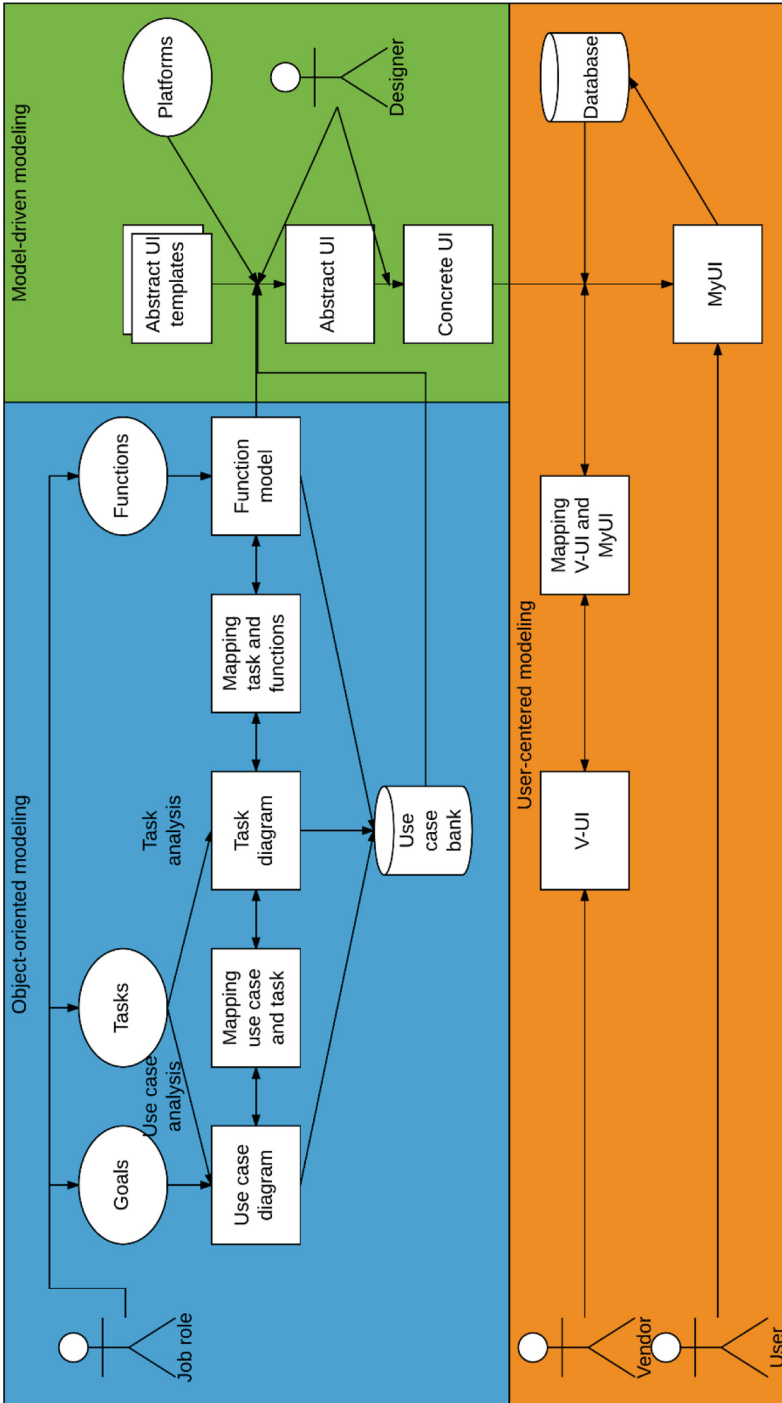 Object-oriented modeling
Model-driven modeling
Job role
Goals
Tasks
Functions
Platforms
Use case
analysis
Task
analysis
Use case
diagram
Mapping
use case
and task
Task
diagram
Mapping
task and
functions
Function
model
Abstract UI
templates
Designer
Abstract UI
Use
case
bank
Concrete UI
User-centered modeling
Vendor
V-UI
Mapping
V-UI and
MyUI
Database
User
MyUI